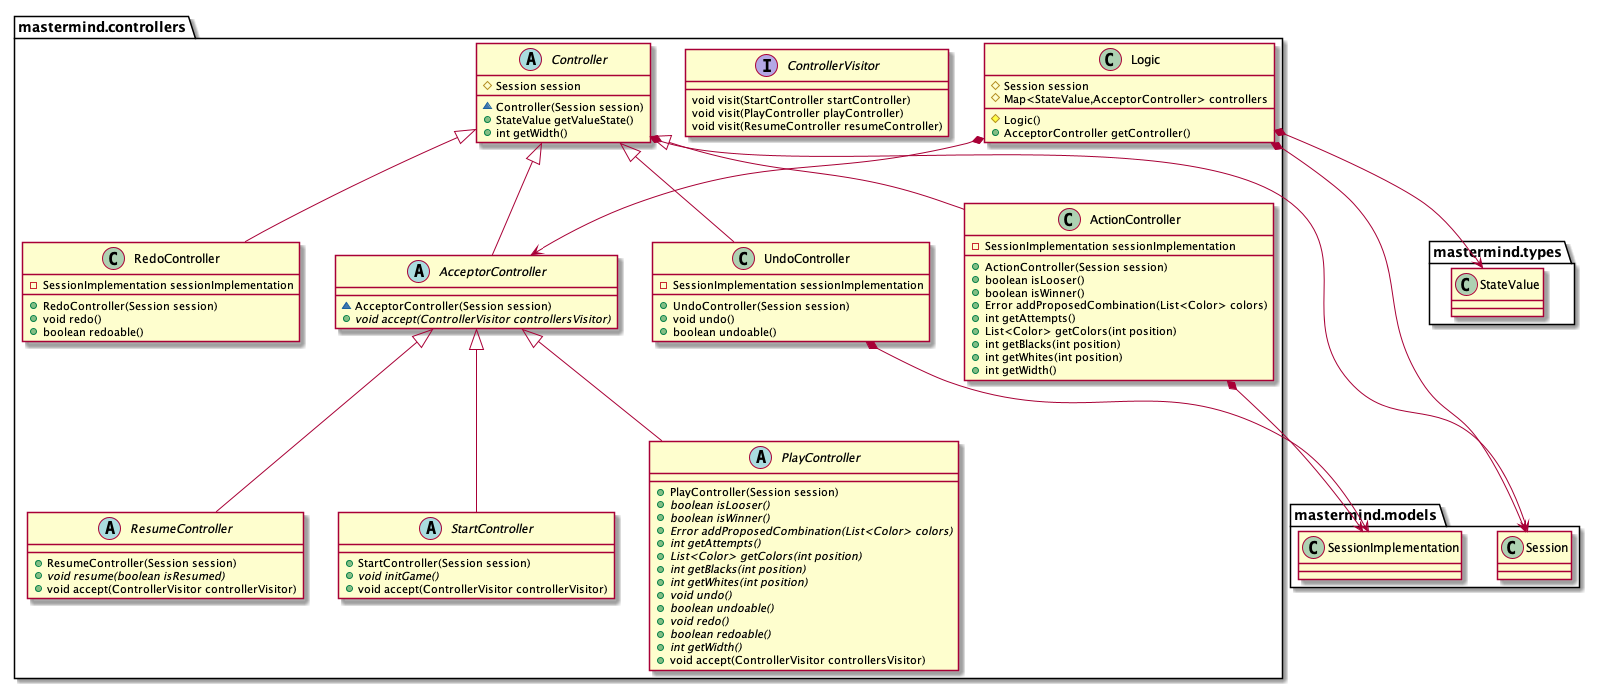 mastermind.controllers
A Controller
Session session
Controller(Session session)
StateValue getValueState()
int getWidth()
I ControllerVisitor
void visit(StartController startController)
void visit(PlayController playController)
void visit(ResumeController resumeController)
C Logic
Session session
Map<StateValue,AcceptorController> controllers
Logic()
AcceptorController getController()
C RedoController
SessionImplementation sessionImplementation
RedoController(Session session)
void redo()
boolean redoable()
A AcceptorController
AcceptorController(Session session)
void accept(ControllerVisitor controllersVisitor)
C UndoController
SessionImplementation sessionImplementation
UndoController(Session session)
void undo()
boolean undoable()
C ActionController
SessionImplementation sessionImplementation
ActionController(Session session)
boolean isLooser()
boolean isWinner()
Error addProposedCombination(List<Color> colors)
int getAttempts()
List<Color> getColors(int position)
int getBlacks(int position)
int getWhites(int position)
int getWidth()
mastermind.types
C StateValue
A ResumeController
ResumeController(Session session)
void resume(boolean isResumed)
void accept(ControllerVisitor controllerVisitor)
A StartController
StartController(Session session)
void initGame()
void accept(ControllerVisitor controllerVisitor)
A PlayController
PlayController(Session session)
boolean isLooser()
boolean isWinner()
Error addProposedCombination(List<Color> colors)
int getAttempts()
List<Color> getColors(int position)
int getBlacks(int position)
int getWhites(int position)
void undo()
boolean undoable()
void redo()
boolean redoable()
int getWidth()
void accept(ControllerVisitor controllersVisitor)
mastermind.models
C SessionImplementation
C Session